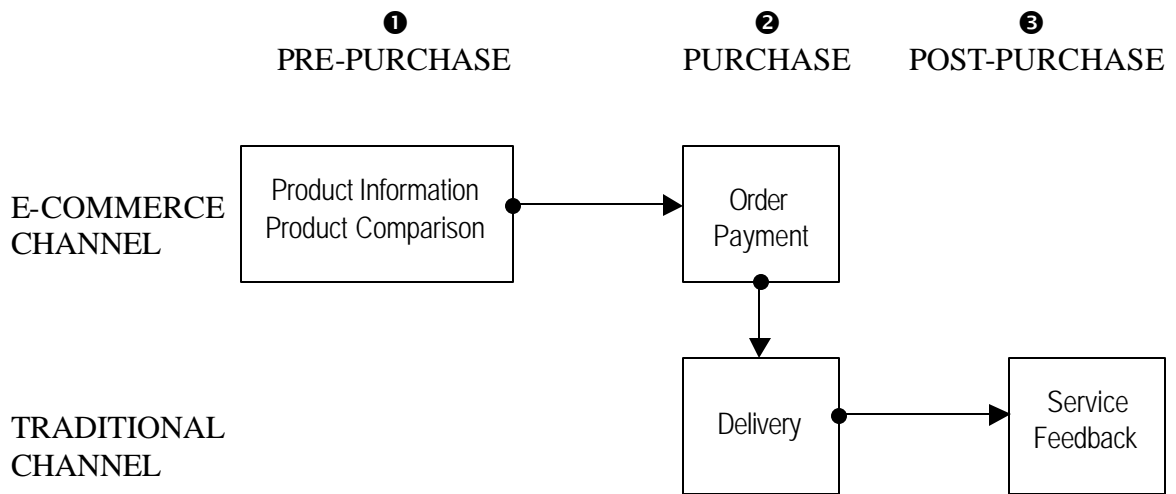 ❶ ❷ ❸
PRE-PURCHASE PURCHASE POST-PURCHASE
E-COMMERCE
CHANNEL
Product Information
Product Comparison
Order
Payment
TRADITIONAL
CHANNEL
Delivery
Service
Feedback